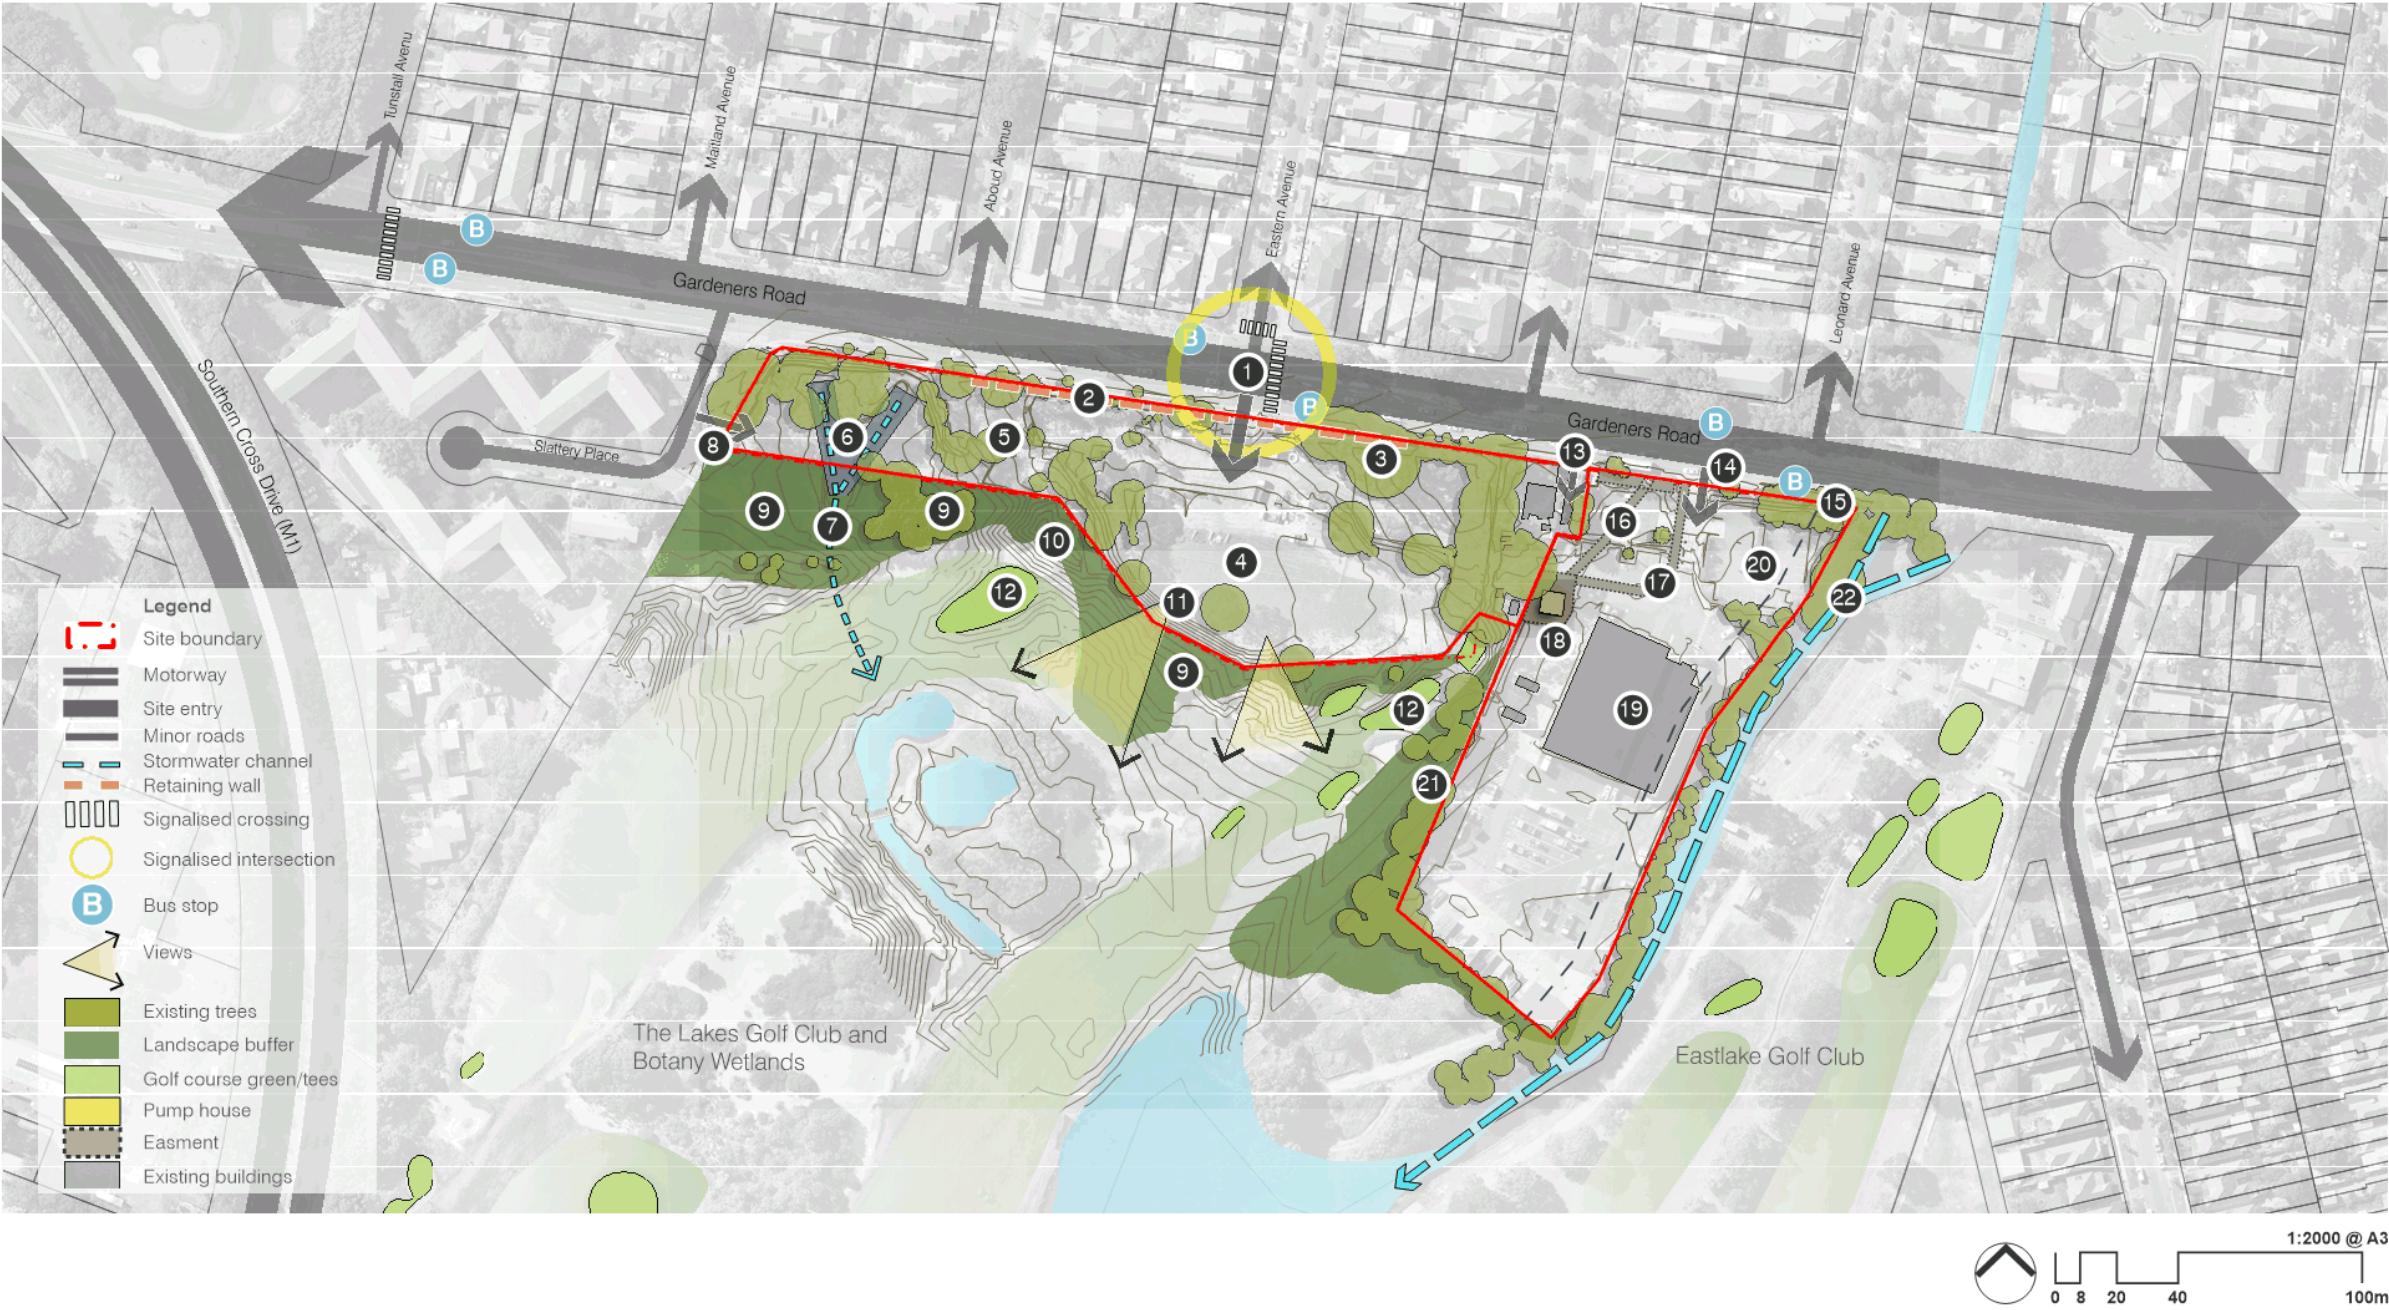 Tunstall Avenu
Maitland Avenue
Aboud Avenue
Eastern Avenue
Leonard Avenue
B
B
Gardeners Road
B
B
Gardeners Road
B
B
Southern Cross Drive (M1)
Slattery Place
1
2
3
4
5
6
7
8
9
9
9
10
11
12
12
13
14
15
16
17
18
19
20
21
22
The Lakes Golf Club and
Botany Wetlands
Eastlake Golf Club
Legend
Site boundary
Motorway
Site entry
Minor roads
Stormwater channel
Retaining wall
Signalised crossing
Signalised intersection
B Bus stop
Views
Existing trees
Landscape buffer
Golf course green/tees
Pump house
Easment
Existing buildings
1:2000 @ A3
0 8 20 40 100m